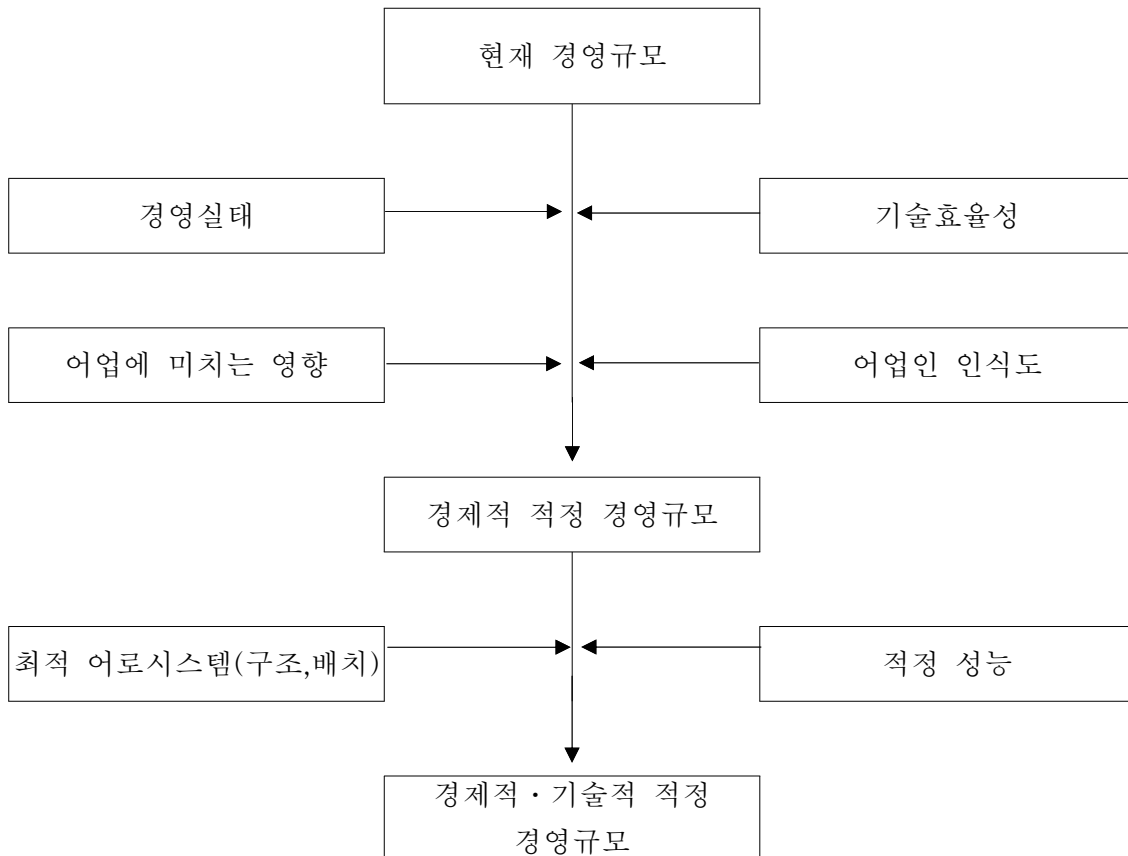 현재 경영규모
경영실태
기술효율성
어업에 미치는 영향
어업인 인식도
경제적 적정 경영규모
최적 어로시스템(구조,배치)
적정 성능
경제적·기술적 적정
경영규모